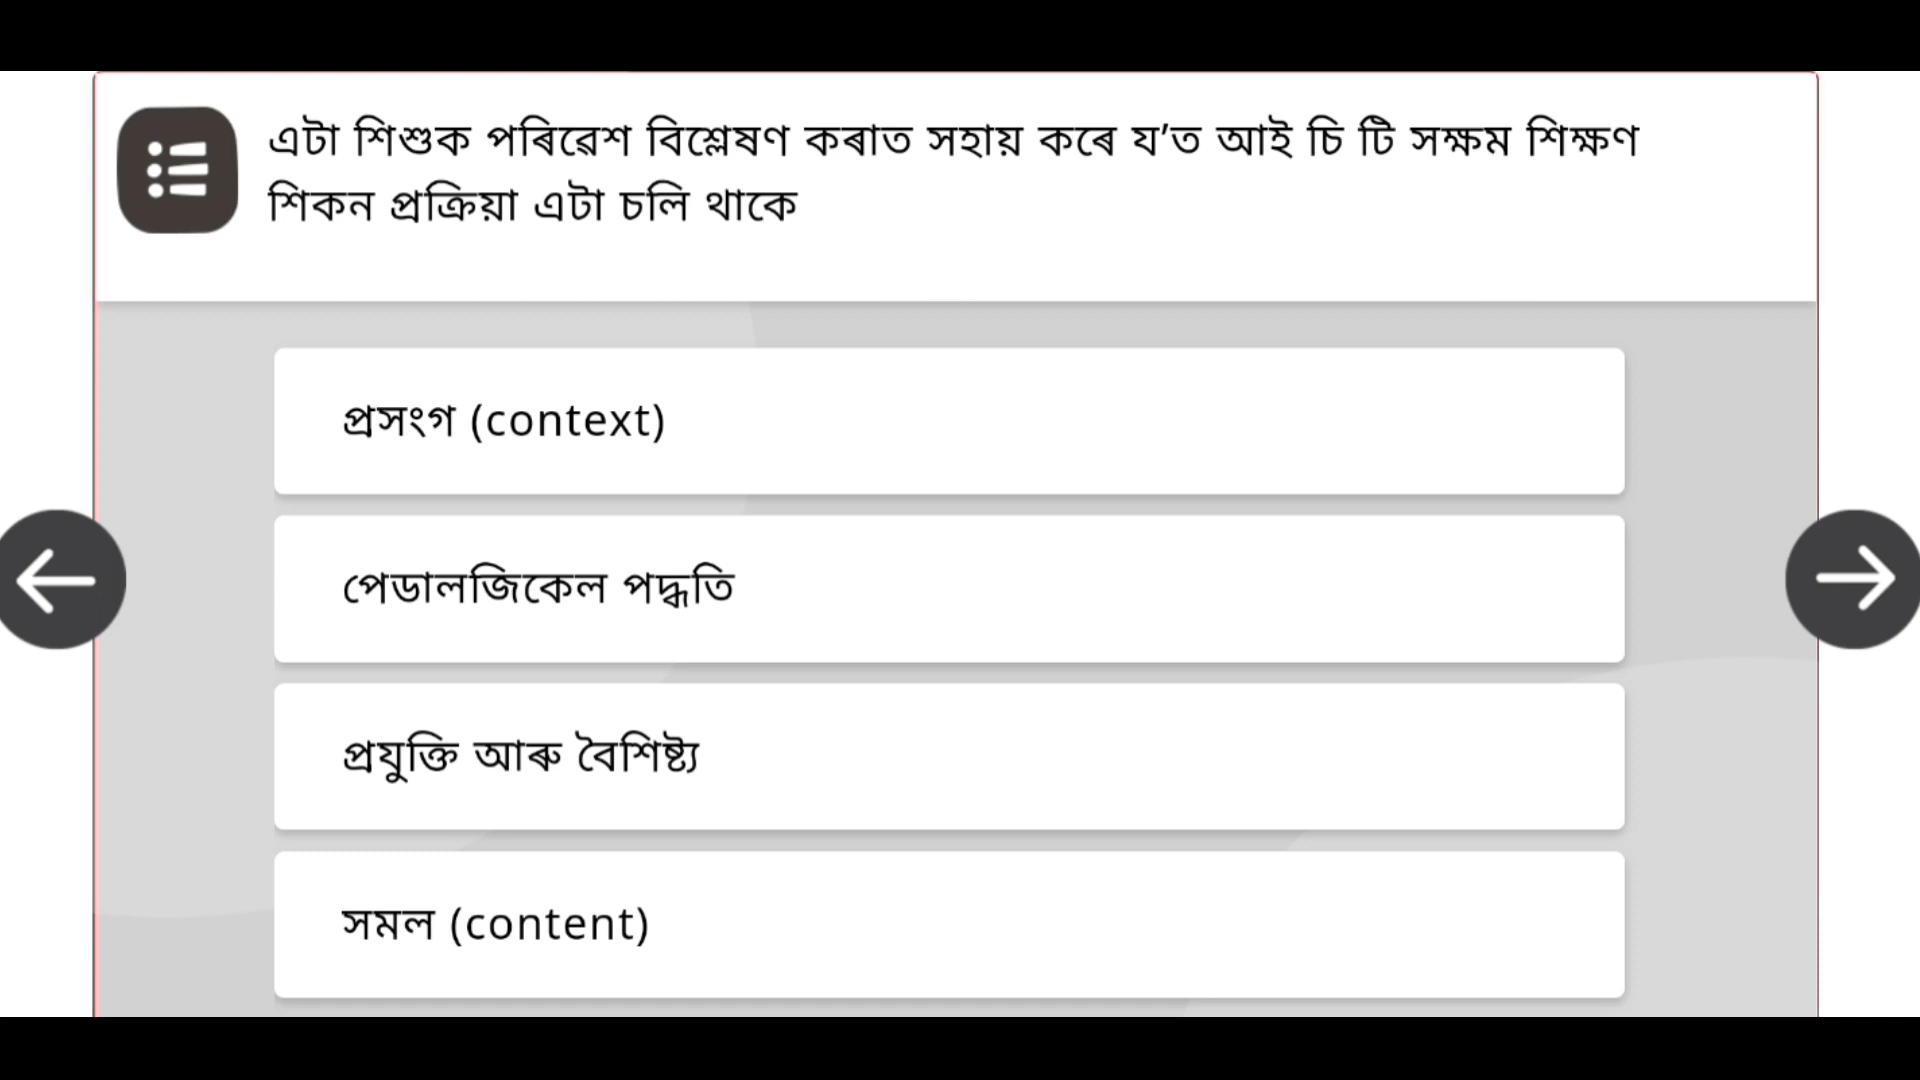 এটা শিশুক পৰিৱেশ বিশ্লেষণ কৰাত সহায় কৰে য’ত আই চি টি সক্ষম শিক্ষণ
শিকন প্ৰক্ৰিয়া এটা চলি থাকে
প্ৰসংগ (context)
পেডালজিকেল পদ্ধতি
প্ৰযুক্তি আৰু বৈশিষ্ট্য
সমল (content)